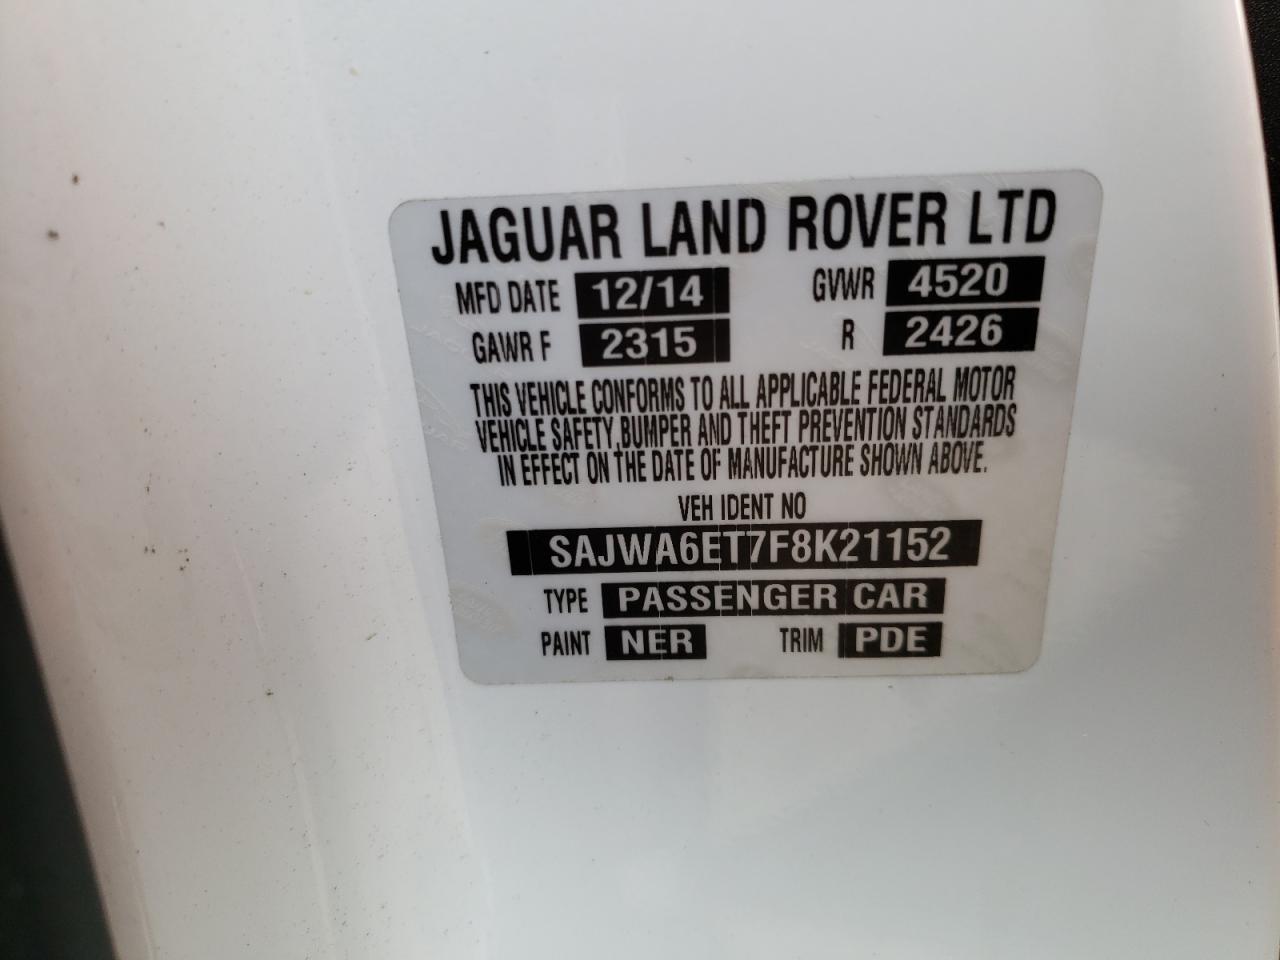 JAGUAR LAND ROVER LTD
MFD DATE 12/14 GVWR 4520
GAWR F 2315 R 2426
THIS VEHICLE CONFORMS TO ALL APPLICABLE FEDERAL MOTOR
VEHICLE SAFETY, BUMPER AND THEFT PREVENTION STANDARDS
IN EFFECT ON THE DATE OF MANUFACTURE SHOWN ABOVE.
VEH IDENT NO
SAJWA6ET7F8K21152
TYPE PASSENGER CAR
PAINT NER TRIM PDE